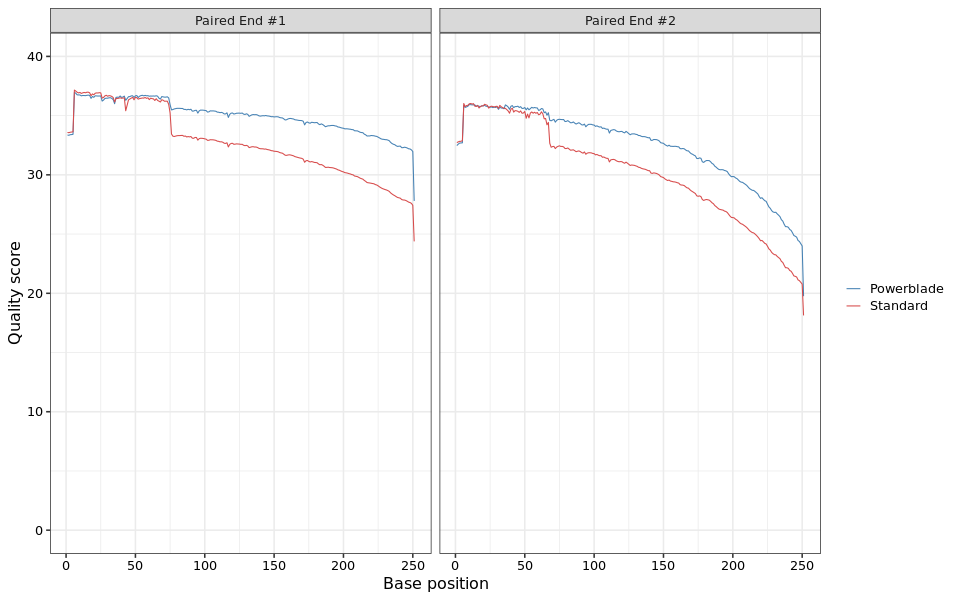 Paired End #1
Paired End #2
Quality score
40
30
20
10
0
0 50 100 150 200 250
0 50 100 150 200 250
Base position
Powerblade
Standard